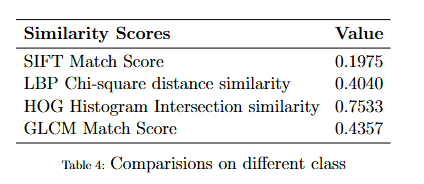 Similarity Scores Value
SIFT Match Score 0.1975
LBP Chi-square distance similarity 0.4040
HOG Histogram Intersection similarity 0.7533
GLCM Match Score 0.4357
Table 4: Comparisions on different class